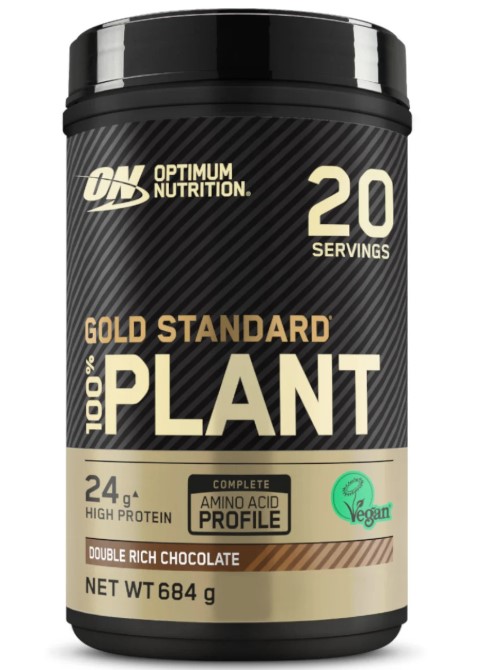 ON OPTIMUM
NUTRITION®
20
SERVINGS
GOLD STANDARD®
100% PLANT
24g▲
HIGH PROTEIN
COMPLETE
AMINO ACID
PROFILE
Vegan
DOUBLE RICH CHOCOLATE
NET WT 684 g